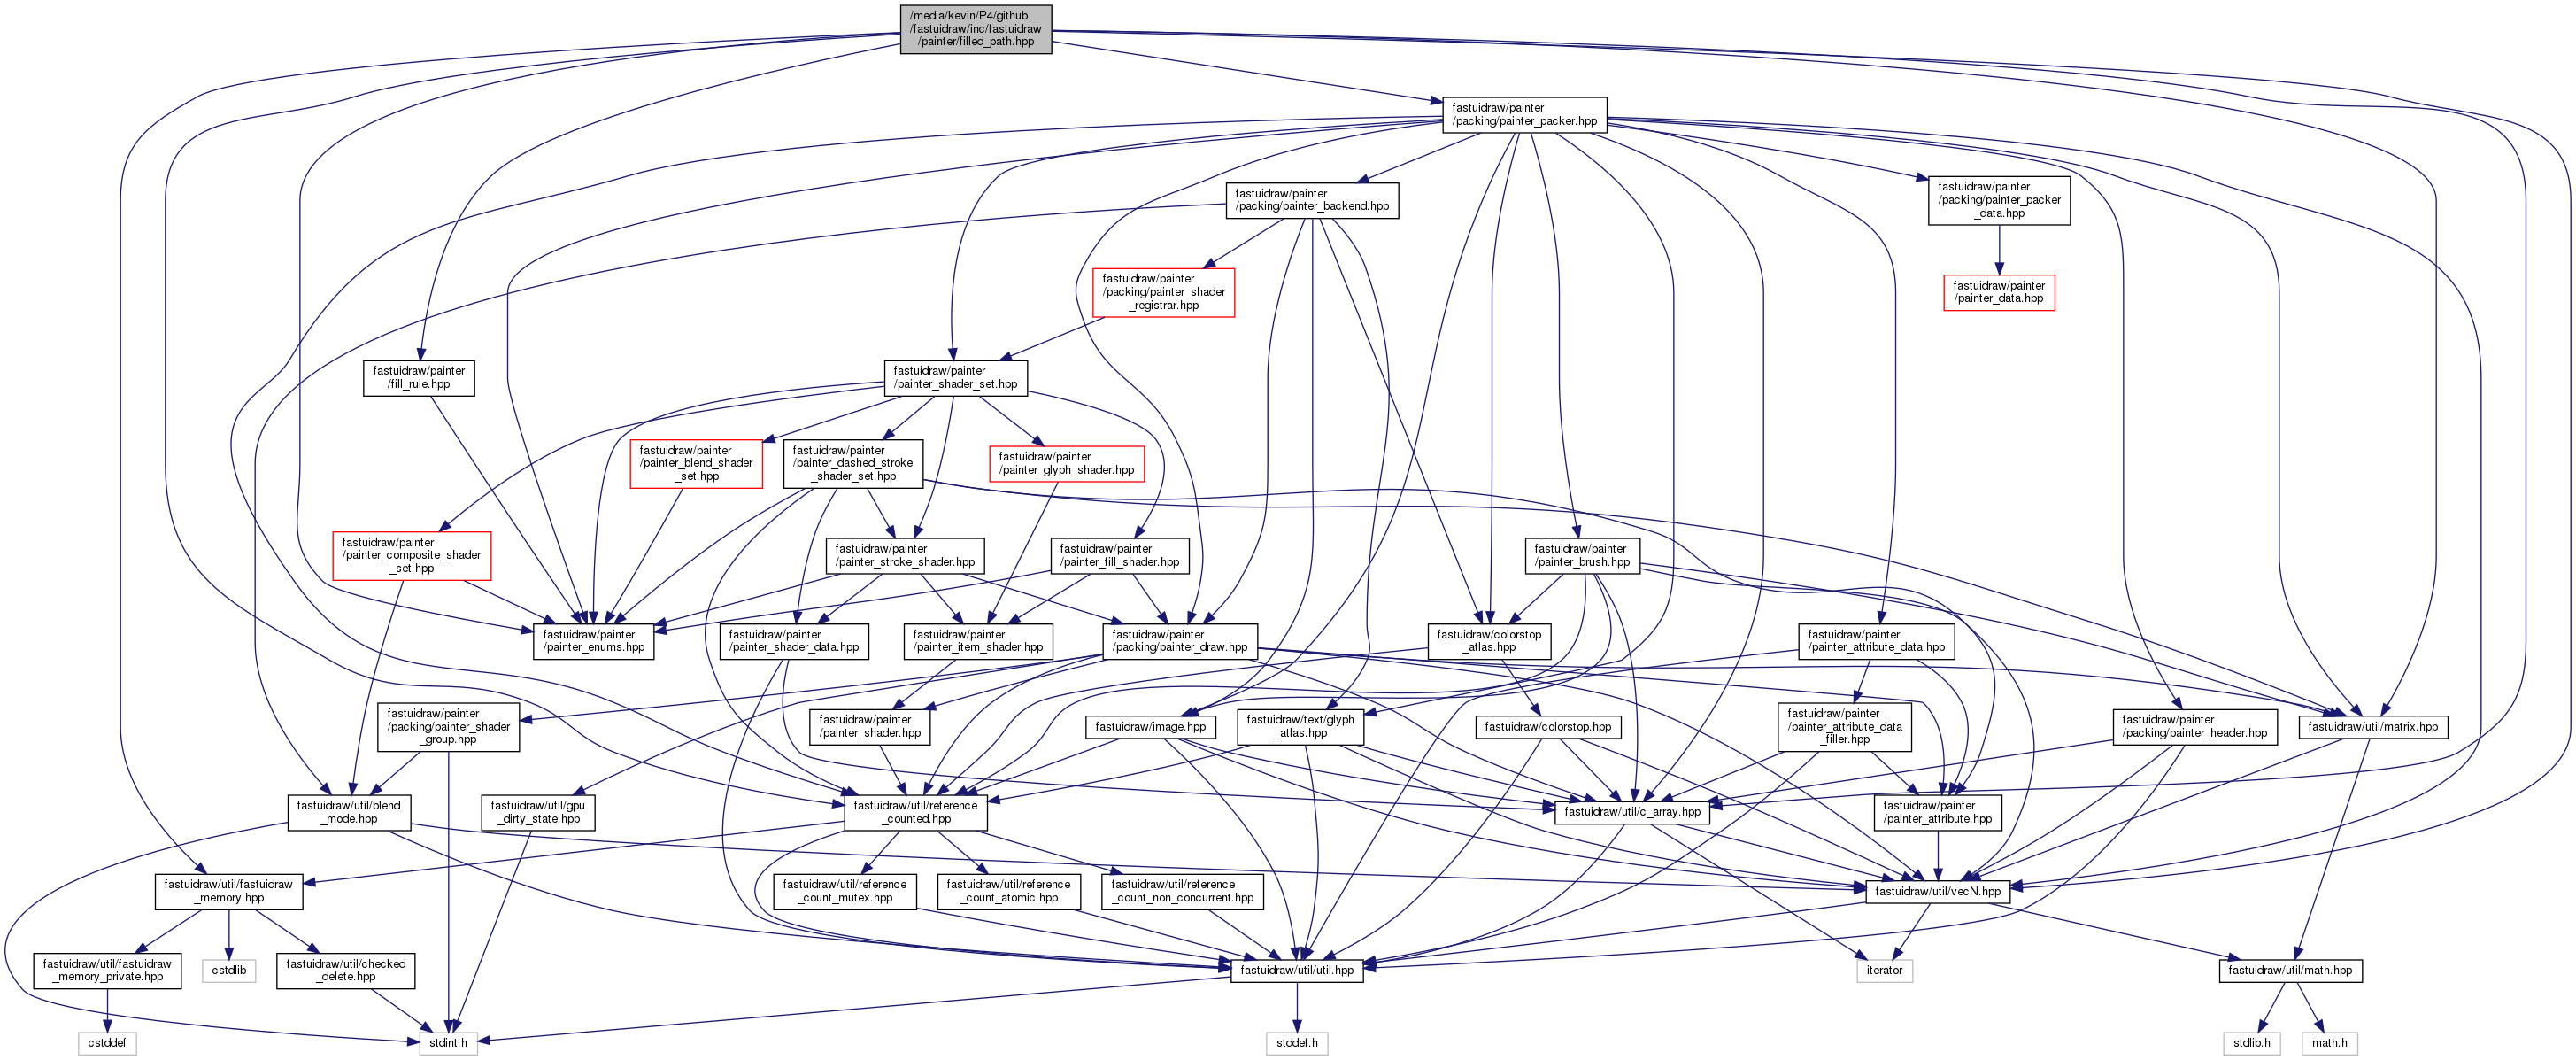 /media/kevin/P4/github
/fastuidraw/inc/fastuidraw
/painter/filled_path.hpp
fastuidraw/painter
/packing/painter_packer.hpp
fastuidraw/painter
/packing/painter_backend.hpp
fastuidraw/painter
/packing/painter_packer
_data.hpp
fastuidraw/painter
/packing/painter_shader
_registrar.hpp
fastuidraw/painter
/painter_data.hpp
fastuidraw/painter
/fill_rule.hpp
fastuidraw/painter
/painter_shader_set.hpp
fastuidraw/painter
/painter_blend_shader
_set.hpp
fastuidraw/painter
/painter_dashed_stroke
_shader_set.hpp
fastuidraw/painter
/painter_glyph_shader.hpp
fastuidraw/painter
/painter_composite_shader
_set.hpp
fastuidraw/painter
/painter_stroke_shader.hpp
fastuidraw/painter
/painter_fill_shader.hpp
fastuidraw/painter
/painter_brush.hpp
fastuidraw/painter
/painter_enums.hpp
fastuidraw/painter
/painter_shader_data.hpp
fastuidraw/painter
/painter_item_shader.hpp
fastuidraw/painter
/packing/painter_draw.hpp
fastuidraw/colorstop
_atlas.hpp
fastuidraw/painter
/painter_attribute_data.hpp
fastuidraw/painter
/packing/painter_shader
_group.hpp
fastuidraw/painter
/painter_shader.hpp
fastuidraw/image.hpp
fastuidraw/text/glyph
_atlas.hpp
fastuidraw/colorstop.hpp
fastuidraw/painter
/painter_attribute_data
_filler.hpp
fastuidraw/painter
/packing/painter_header.hpp
fastuidraw/util/matrix.hpp
fastuidraw/util/blend
_mode.hpp
fastuidraw/util/gpu
_dirty_state.hpp
fastuidraw/util/reference
_counted.hpp
fastuidraw/util/c_array.hpp
fastuidraw/painter
/painter_attribute.hpp
fastuidraw/util/fastuidraw
_memory.hpp
fastuidraw/util/reference
_count_mutex.hpp
fastuidraw/util/reference
_count_atomic.hpp
fastuidraw/util/reference
_count_non_concurrent.hpp
fastuidraw/util/vecN.hpp
fastuidraw/util/fastuidraw
_memory_private.hpp
cstdlib
fastuidraw/util/checked
_delete.hpp
fastuidraw/util/util.hpp
iterator
fastuidraw/util/math.hpp
cstddef
stdint.h
stddef.h
stdlib.h
math.h